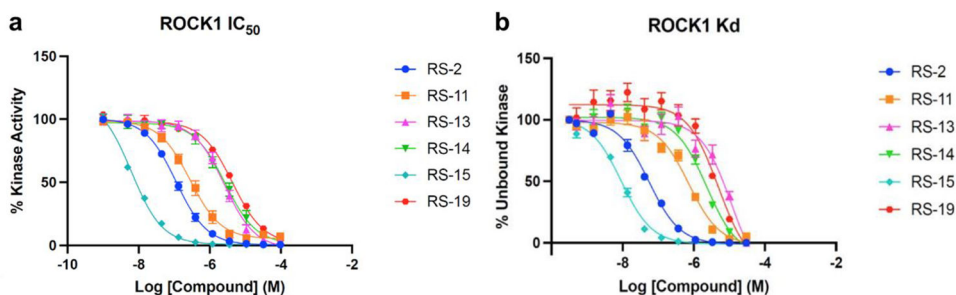 a
ROCK1 IC50
% Kinase Activity
150
100
50
0
-10
-8
-6
-4
-2
Log [Compound] (M)
RS-2
RS-11
RS-13
RS-14
RS-15
RS-19
b
ROCK1 Kd
% Unbound Kinase
150
100
50
0
-8
-6
-4
-2
Log [Compound] (M)
RS-2
RS-11
RS-13
RS-14
RS-15
RS-19